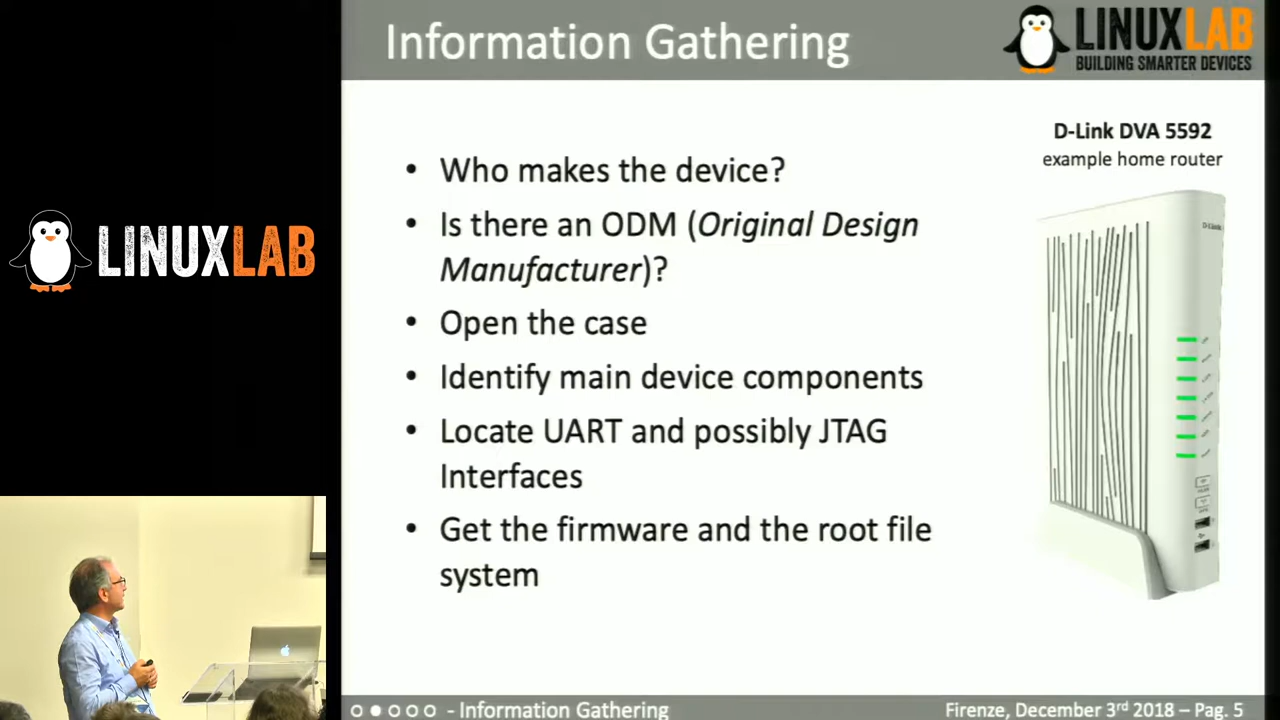 Information Gathering
LINUXLAB
BUILDING SMARTER DEVICES
D-Link DVA 5592
example home router
• Who makes the device?
• Is there an ODM (Original Design
Manufacturer)?
• Open the case
• Identify main device components
• Locate UART and possibly JTAG
Interfaces
• Get the firmware and the root file
system
LINUXLAB
D-Link
- Information Gathering
Firenze, December 3rd 2018 – Pag. 5